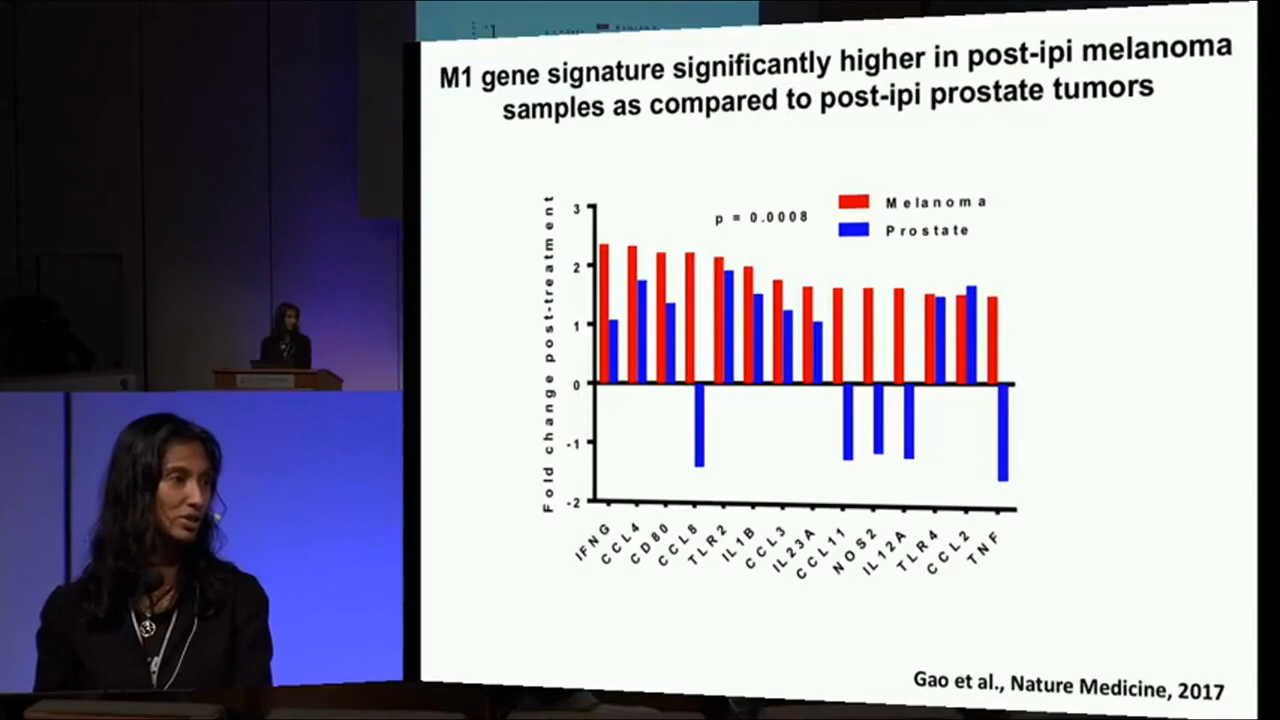 M1 gene signature significantly higher in post-ipi melanoma
samples as compared to post-ipi prostate tumors
p = 0.0008
Melanoma
Prostate
Fold change post-treatment
3
2
1
0
-1
-2
IFNG
CCL4
CD80
CCL8
TLR2
IL1B
CCL3
IL23A
CCL11
NOS2
IL12A
TLR4
CCL2
TNF
Gao et al., Nature Medicine, 2017